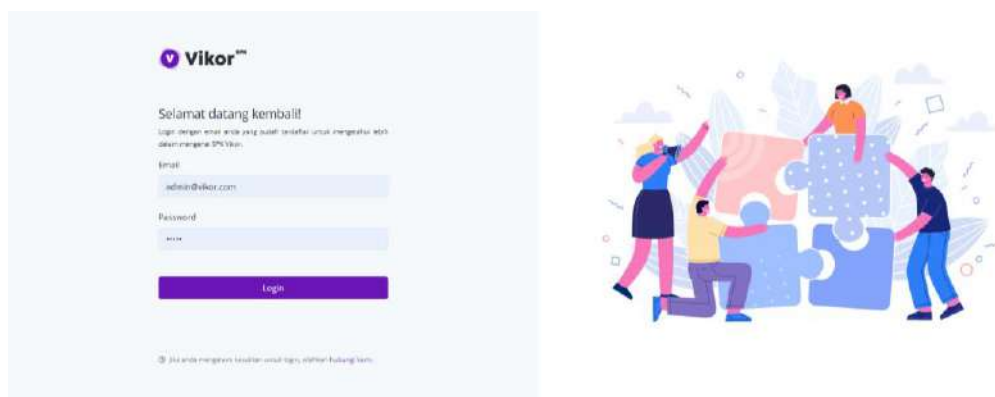 Vikor
Selamat datang kembali!
Login dengan email anda yang sudah terdaftar untuk mengetahui lebih
dalam mengenai SPK Vikor.
Email
admin@vikor.com
Password
•••••
Login
Jika anda mengalami kesulitan untuk login, silahkan hubungi kami.